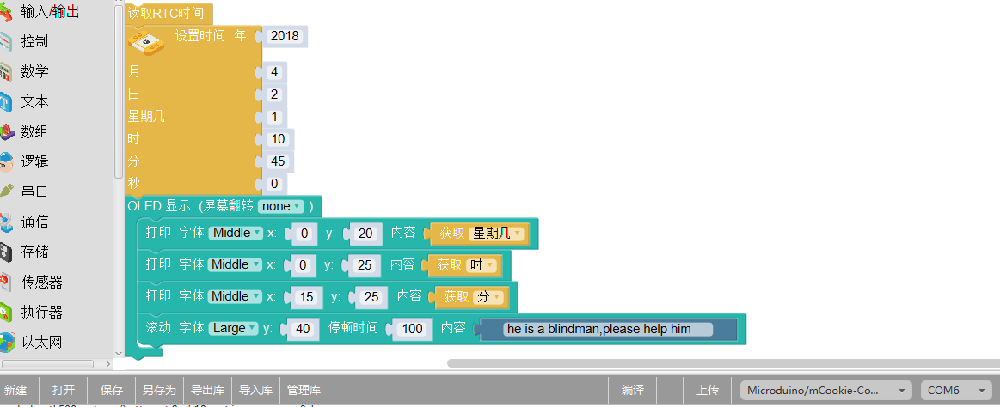 输入/输出
控制
数学
文本
数组
逻辑
串口
通信
存储
传感器
执行器
以太网
读取RTC时间
设置时间 年 2018
月 4
日 2
星期几 1
时 10
分 45
秒 0
OLED 显示 (屏幕翻转 none )
打印 字体 Middle x: 0 y: 20 内容 获取 星期几
打印 字体 Middle x: 0 y: 25 内容 获取 时
打印 字体 Middle x: 15 y: 25 内容 获取 分
滚动 字体 Large y: 40 停顿时间 100 内容 he is a blindman,please help him
新建 打开 保存 另存为 导出库 导入库 管理库 编译 上传 Microduino/mCookie-Co... COM6